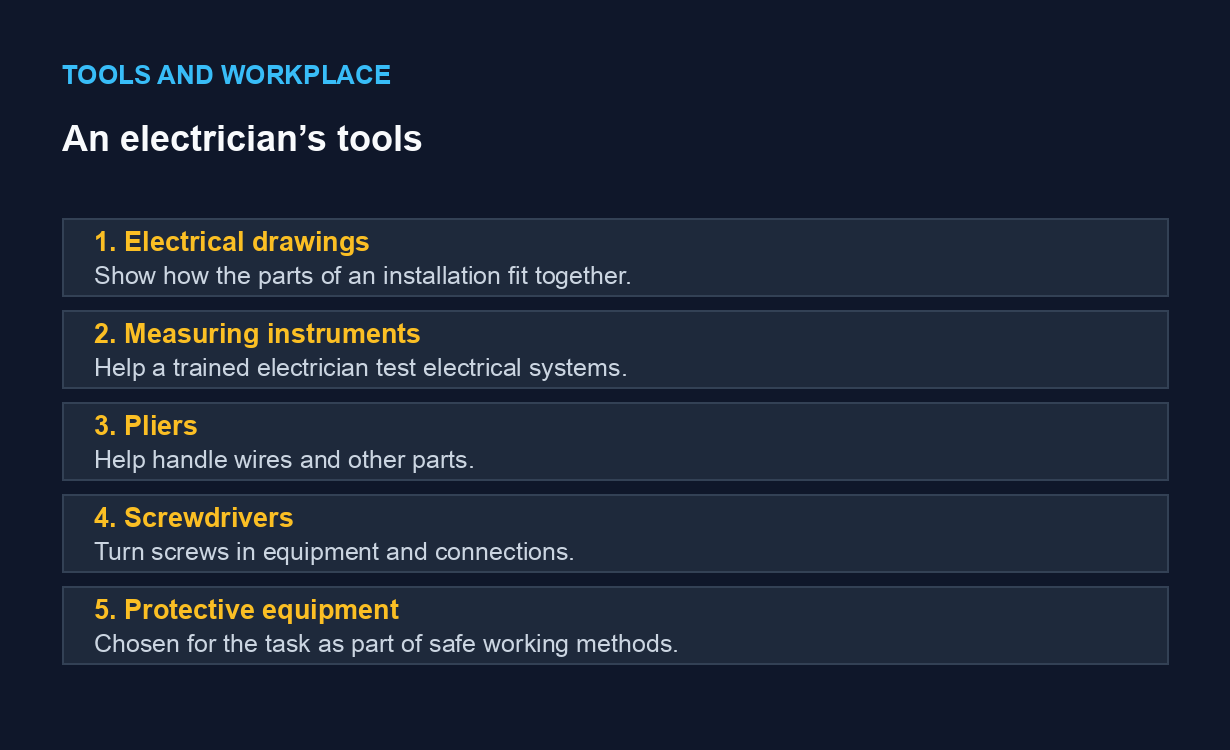 TOOLS AND WORKPLACE
An electrician’s tools
1. Electrical drawings
Show how the parts of an installation fit together.
2. Measuring instruments
Help a trained electrician test electrical systems.
3. Pliers
Help handle wires and other parts.
4. Screwdrivers
Turn screws in equipment and connections.
5. Protective equipment
Chosen for the task as part of safe working methods.